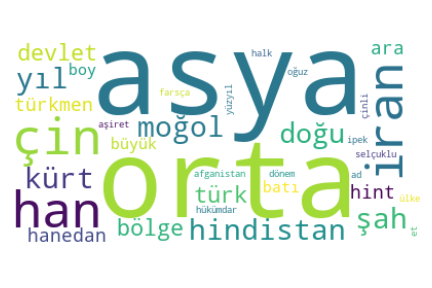 asya
orta
iran
çin
han
devlet
yıl
boy
türkmen
farsça
halk
oğuz
yüzyıl
çinli
ara
aşiret
moğol
büyük
doğu
ipek
selçuklu
kürt
afganistan
dönem
batı
ad
hint
ülke
türk
hükümdar
hanedan
bölge
hindistan
şah
et